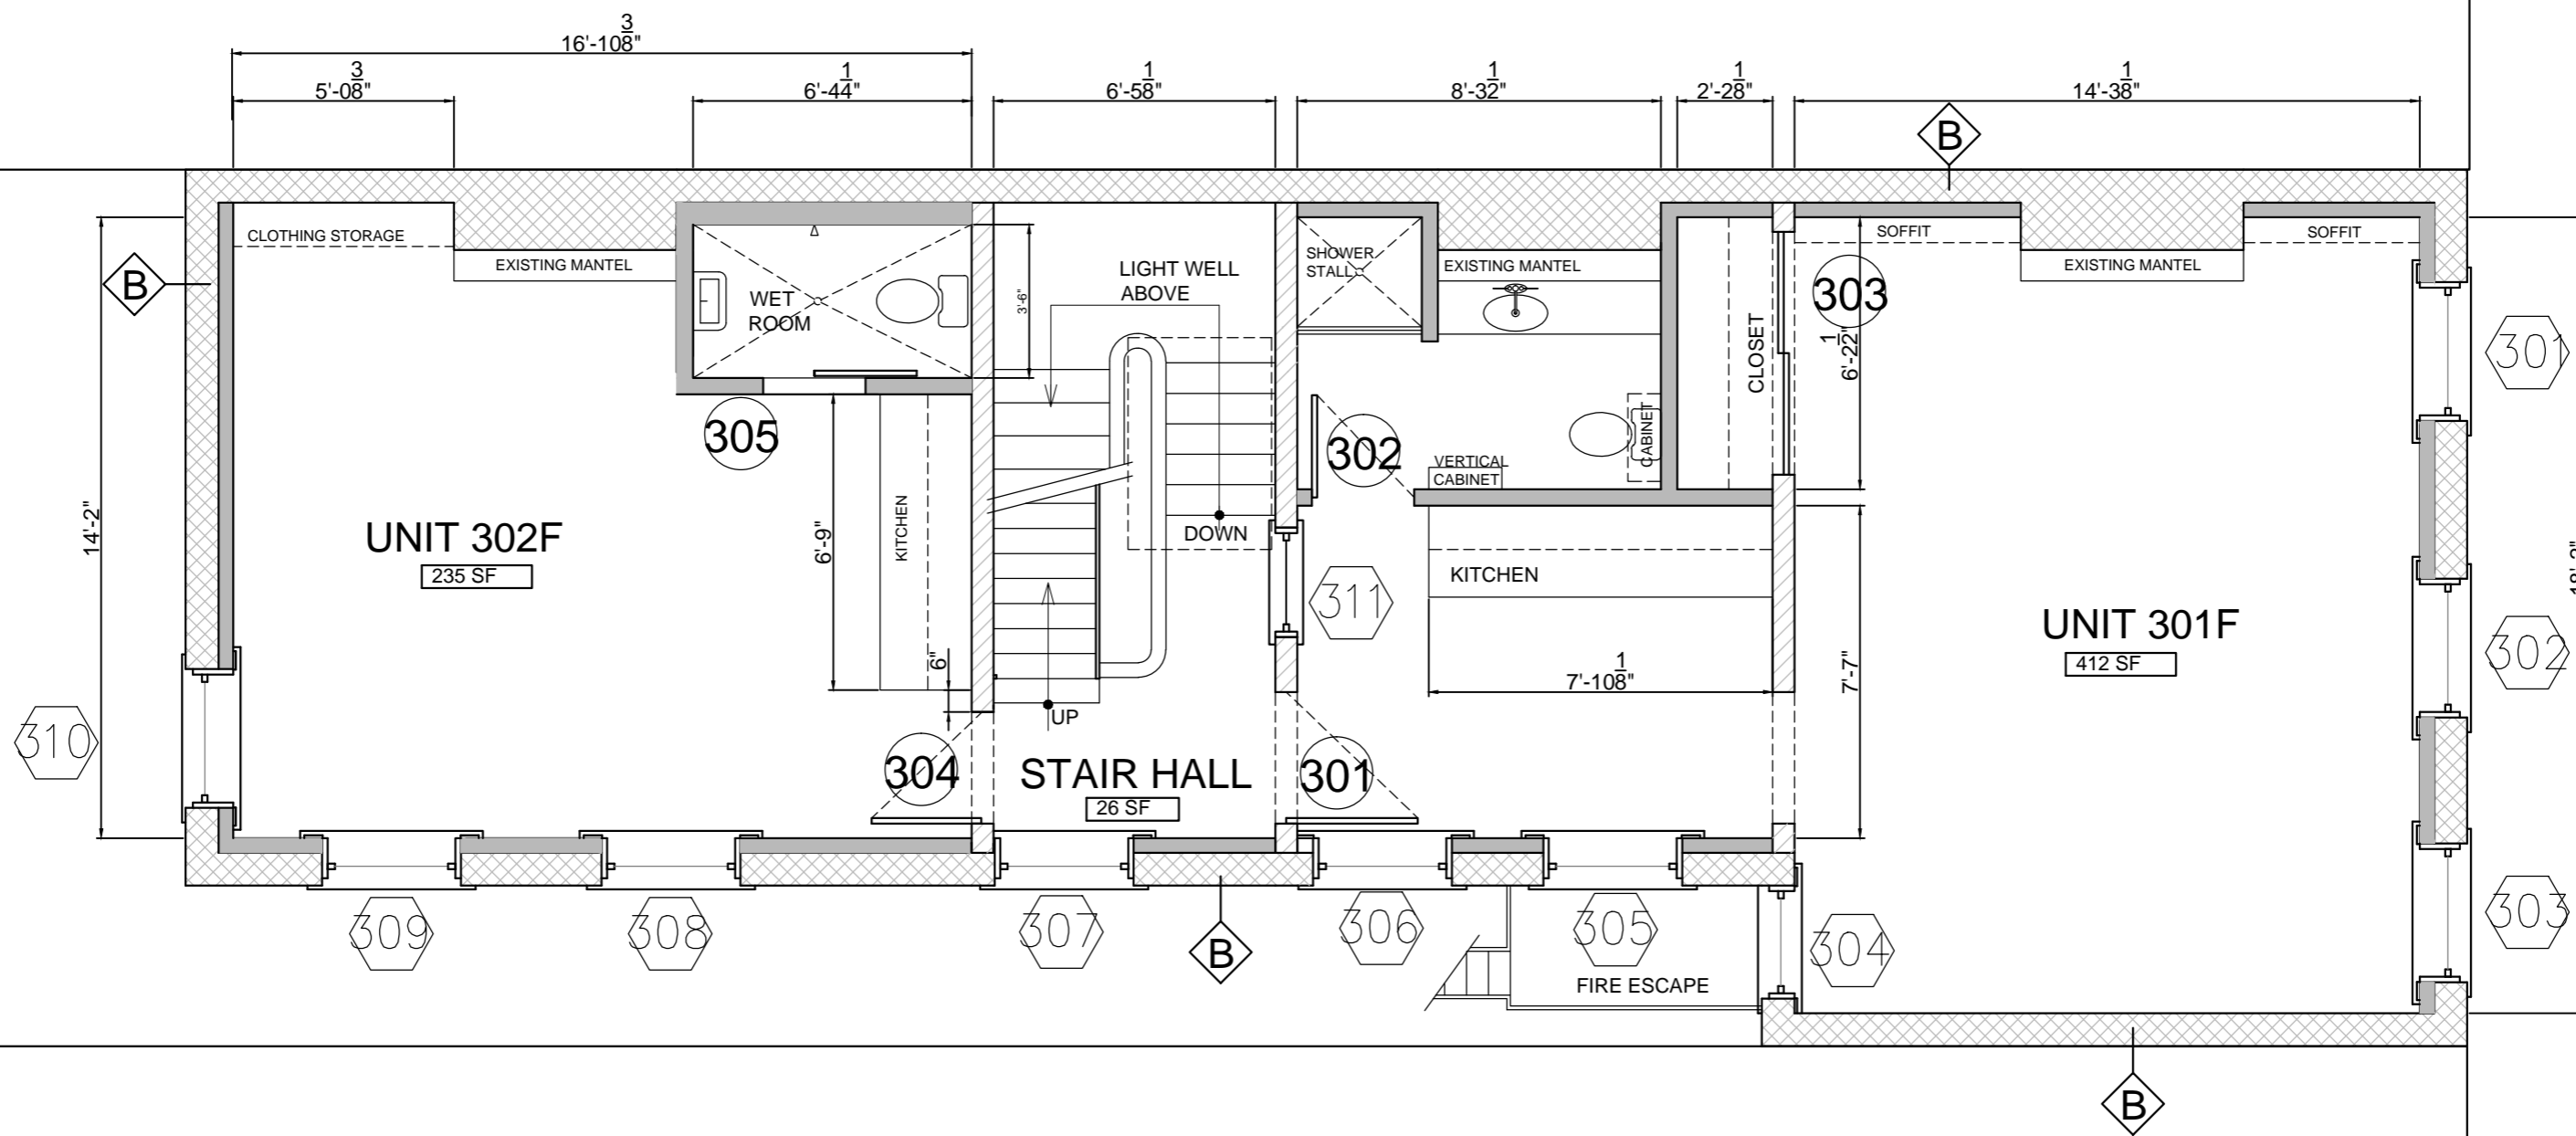 16'-10 3/8"
5'-0 3/8"
6'-4 1/4"
6'-5 1/8"
8'-3 1/2"
2'-2 1/8"
14'-3 1/8"
B
CLOTHING STORAGE
EXISTING MANTEL
WET
ROOM
3'-6"
LIGHT WELL
ABOVE
SHOWER
STALL
EXISTING MANTEL
CLOSET
303
6'-2 1/2"
SOFFIT
EXISTING MANTEL
SOFFIT
B
301
305
302
VERTICAL
CABINET
CABINET
14'-2"
UNIT 302F
235 SF
6'-9"
KITCHEN
DOWN
KITCHEN
311
18'-2"
UNIT 301F
412 SF
302
6"
7'-10 1/8"
7'-7"
310
UP
304
STAIR HALL
26 SF
301
309
308
307
B
306
305
304
303
FIRE ESCAPE
B